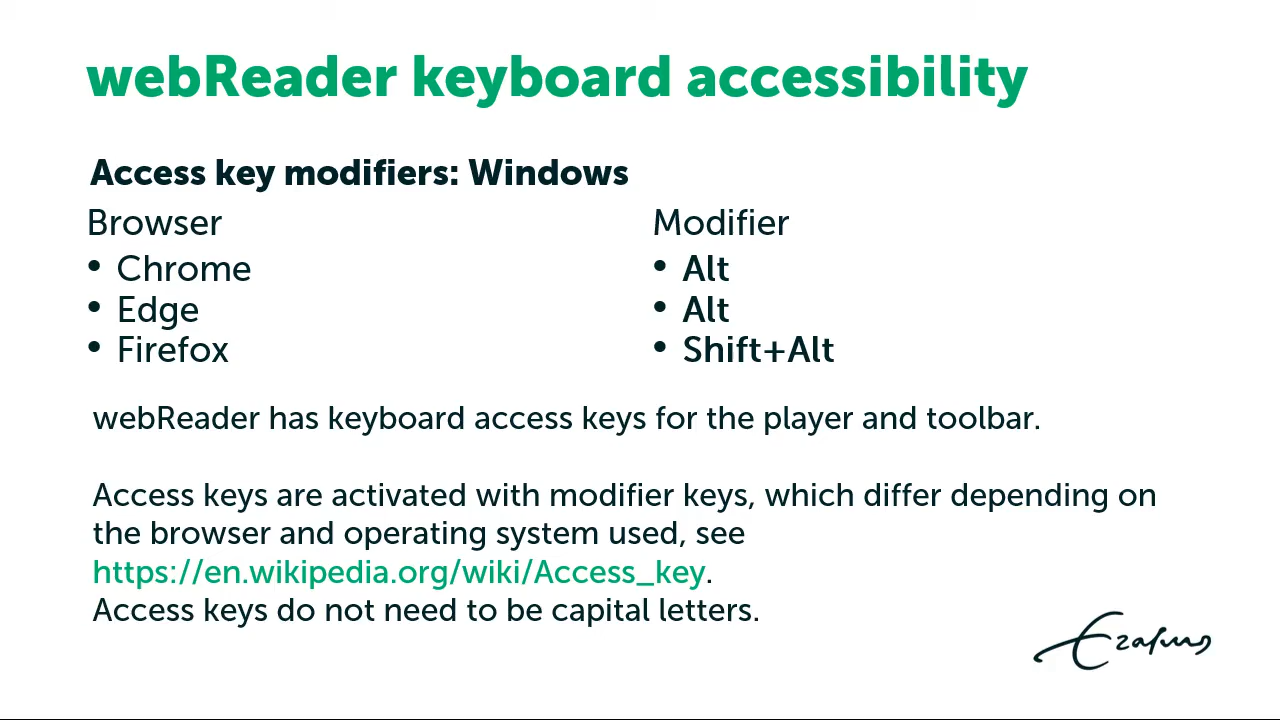 webReader keyboard accessibility
Access key modifiers: Windows
Browser
• Chrome
• Edge
• Firefox
Modifier
• Alt
• Alt
• Shift+Alt
webReader has keyboard access keys for the player and toolbar.
Access keys are activated with modifier keys, which differ depending on
the browser and operating system used, see
https://en.wikipedia.org/wiki/Access_key.
Access keys do not need to be capital letters.
Erasmus